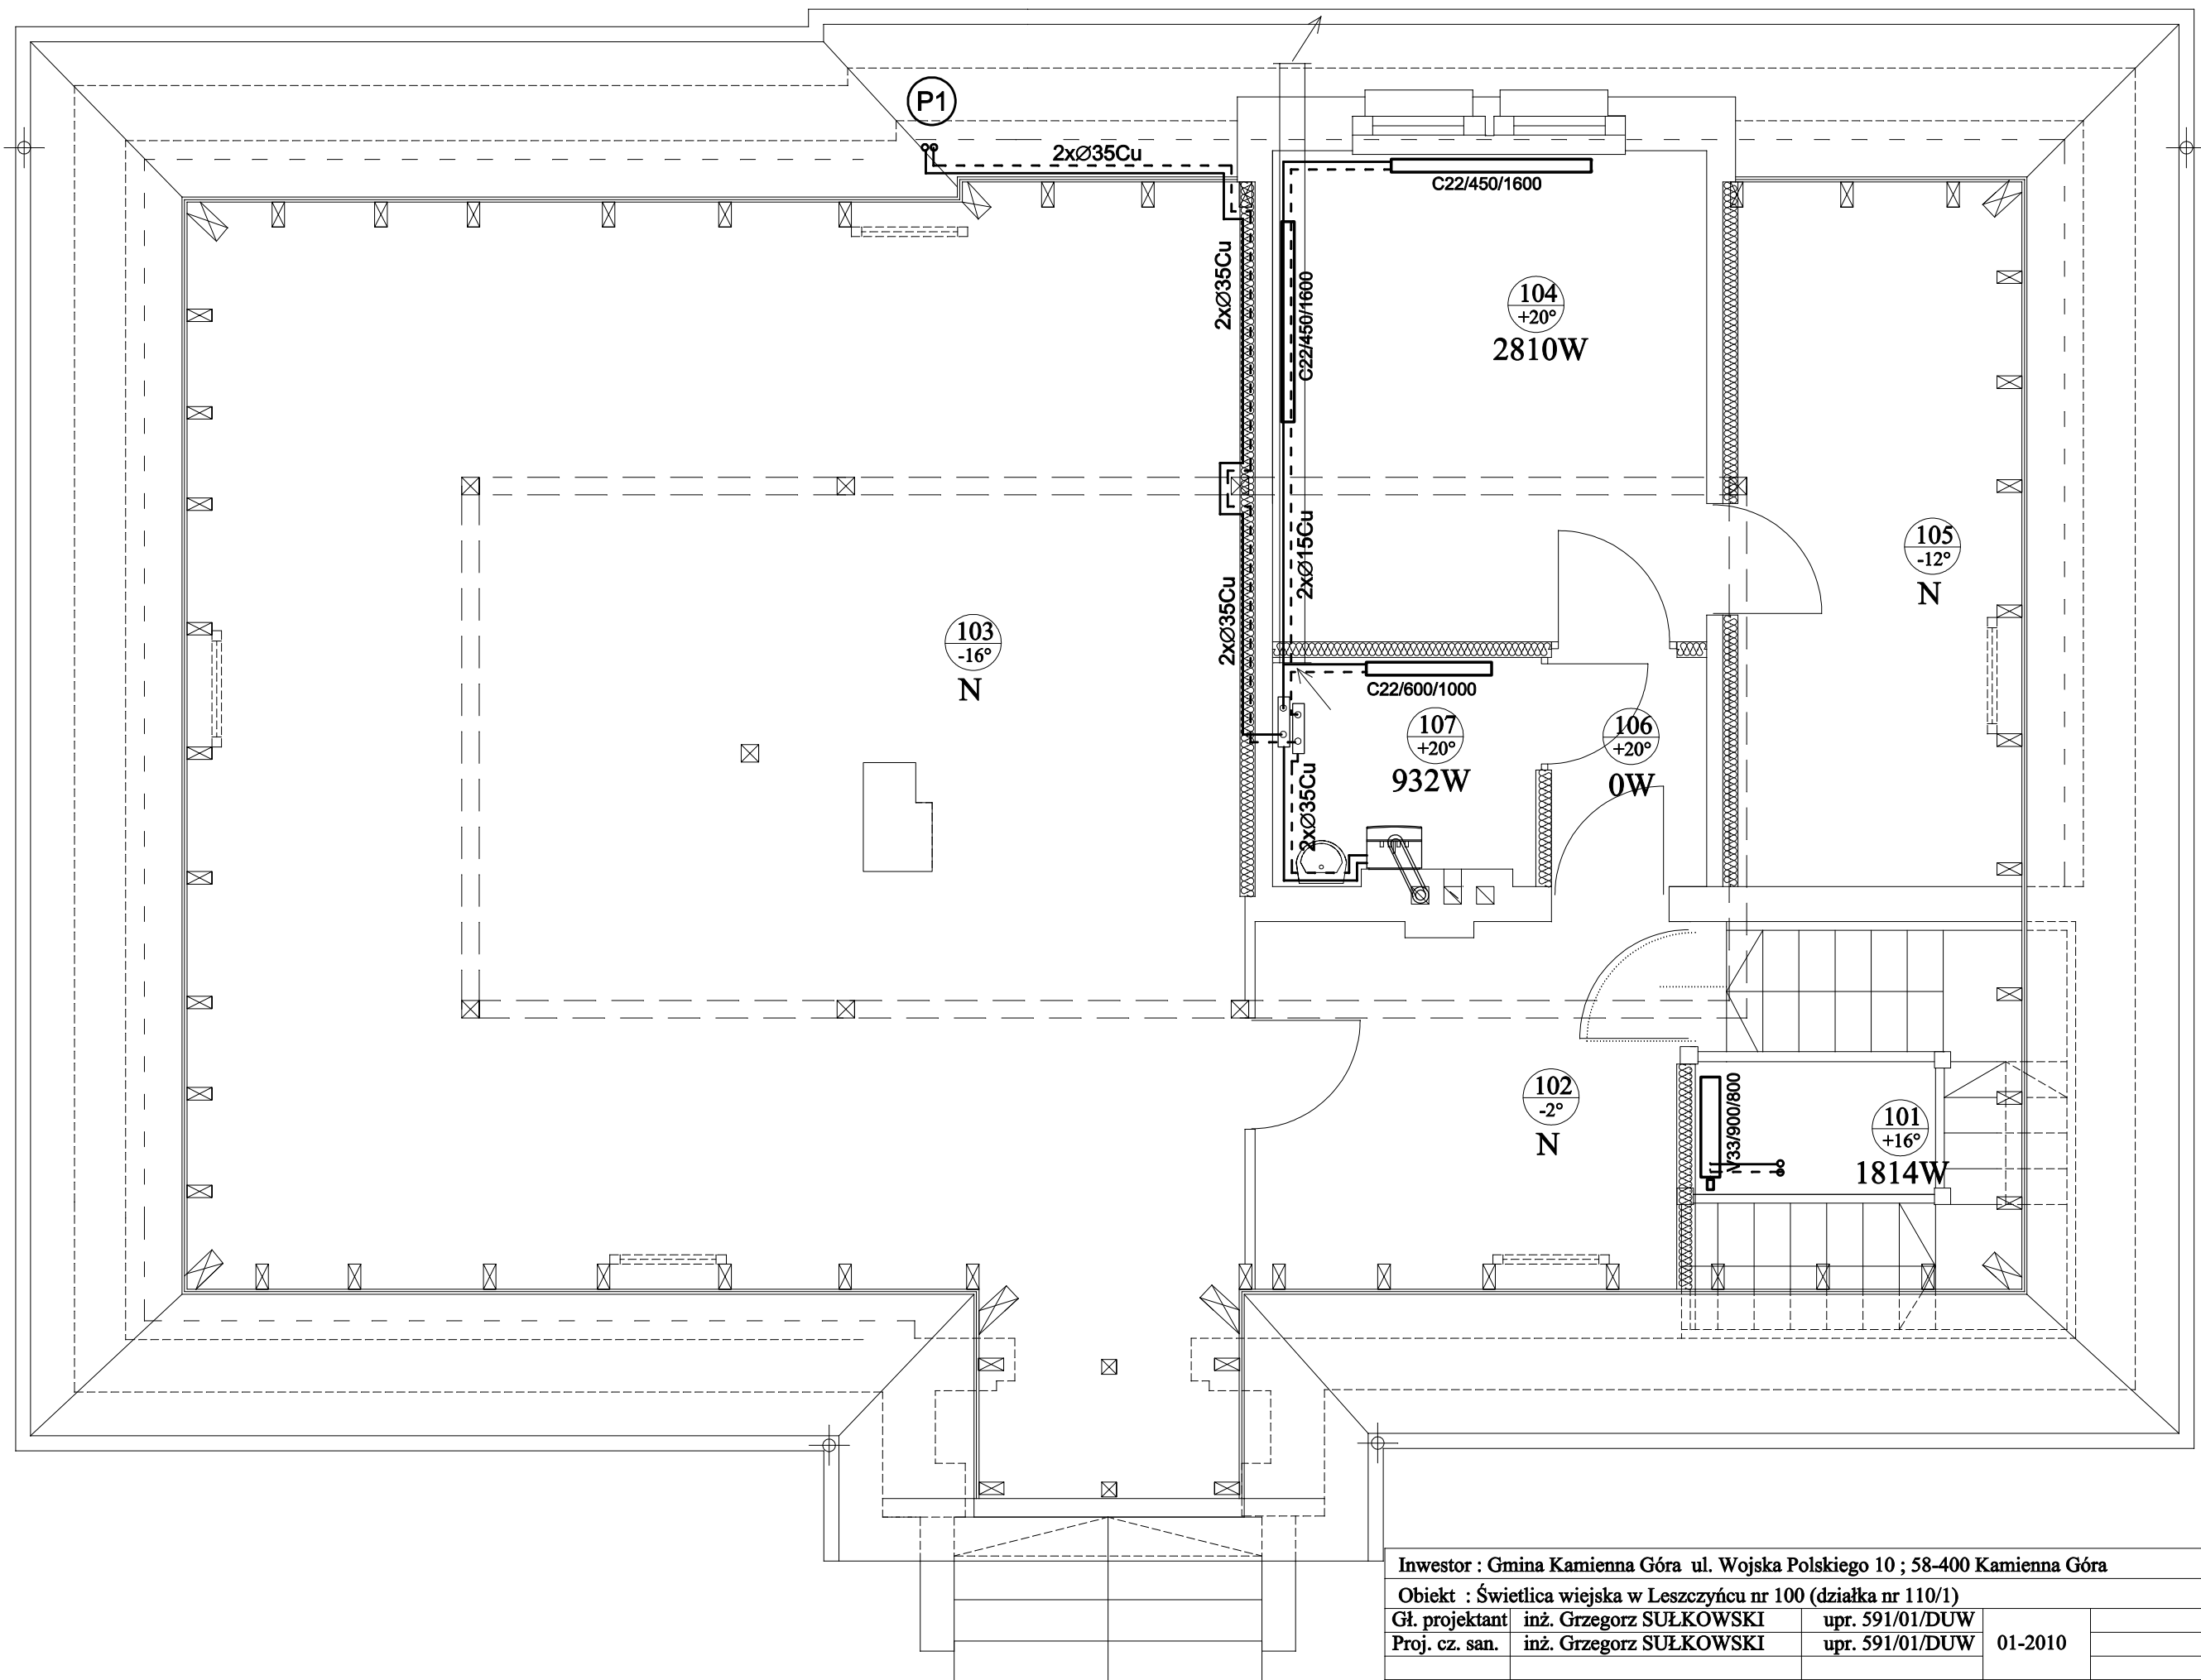 P1
2xØ35Cu
C22/450/1600
2xØ35Cu
C22/450/1600
104
+20°
2810W
105
-12°
N
2xØ15Cu
2xØ35Cu
103
-16°
N
C22/600/1000
107
+20°
932W
106
+20°
0W
2xØ35Cu
102
-2°
N
V33/900/800
101
+16°
1814W
Inwestor : Gmina Kamienna Góra ul. Wojska Polskiego 10 ; 58-400 Kamienna Góra
Obiekt : Świetlica wiejska w Leszczyńcu nr 100 (działka nr 110/1)
Gł. projektant inż. Grzegorz SUŁKOWSKI upr. 591/01/DUW
Proj. cz. san. inż. Grzegorz SUŁKOWSKI upr. 591/01/DUW 01-2010